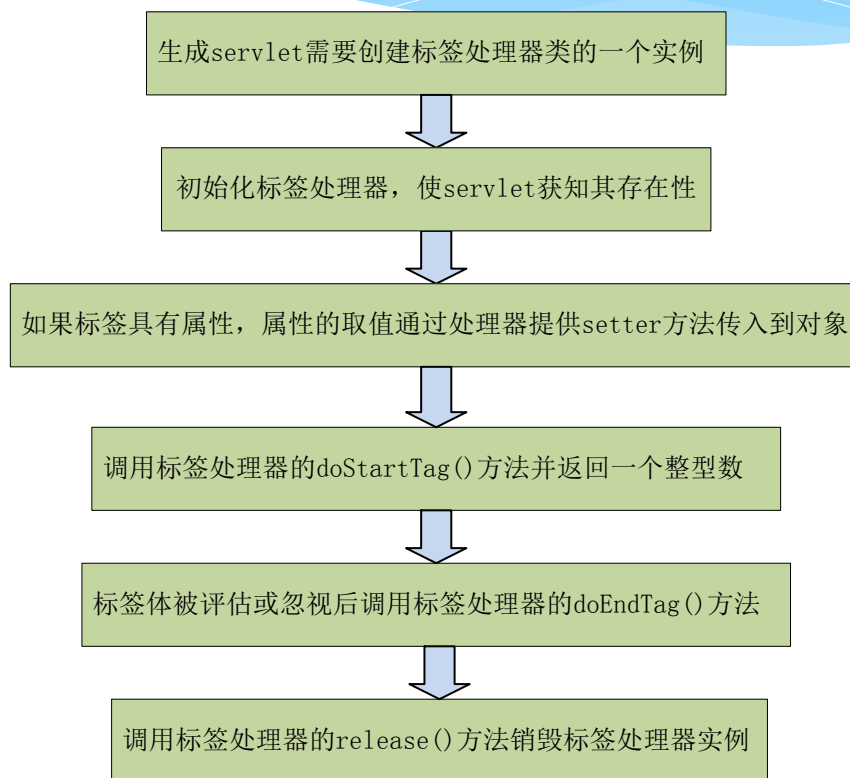 生成servlet需要创建标签处理器类的一个实例
初始化标签处理器，使servlet获知其存在性
如果标签具有属性，属性的取值通过处理器提供setter方法传入到对象
调用标签处理器的doStartTag()方法并返回一个整型数
标签体被评估或忽视后调用标签处理器的doEndTag()方法
调用标签处理器的release()方法销毁标签处理器实例